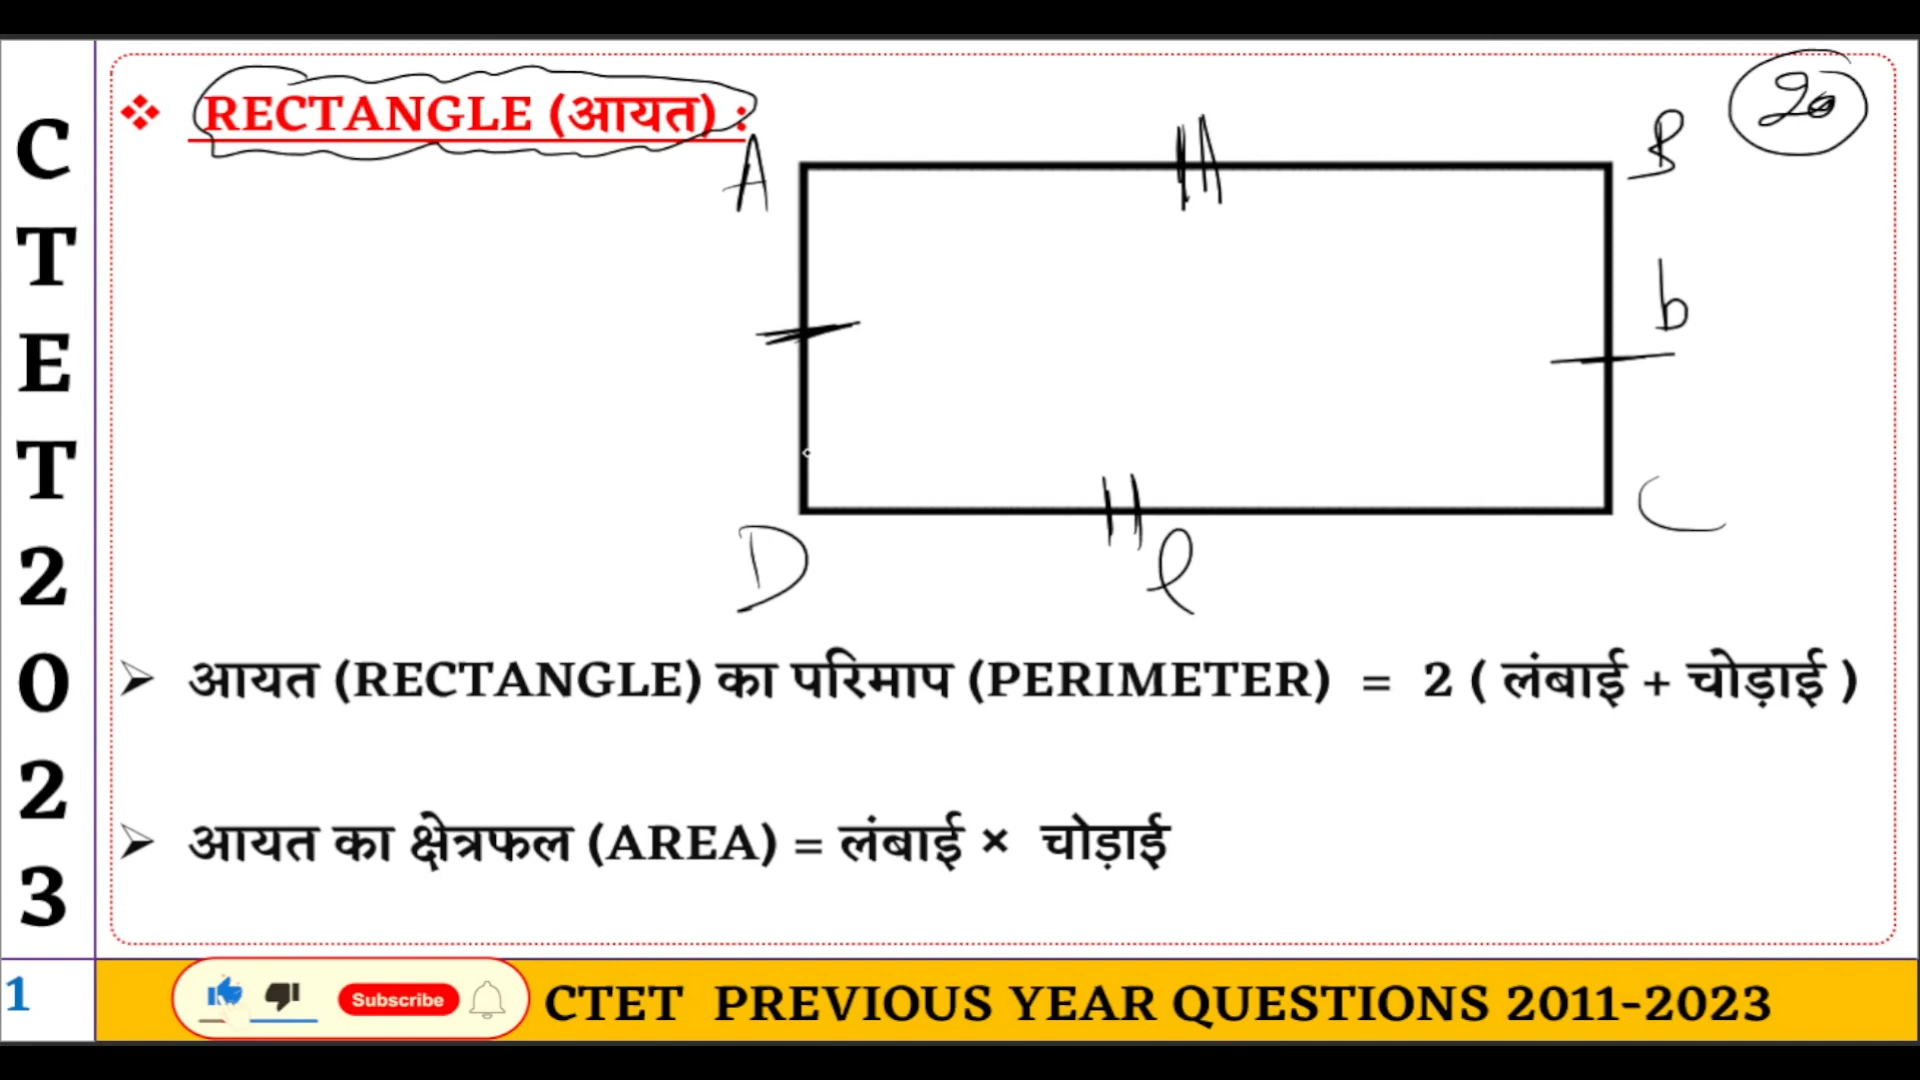 C
T
E
T
2
0
2
3
1
RECTANGLE (आयत) :
20
A
B
b
C
D
l
आयत (RECTANGLE) का परिमाप (PERIMETER) = 2 ( लंबाई + चोड़ाई )
आयत का क्षेत्रफल (AREA) = लंबाई × चोड़ाई
Subscribe
CTET PREVIOUS YEAR QUESTIONS 2011-2023